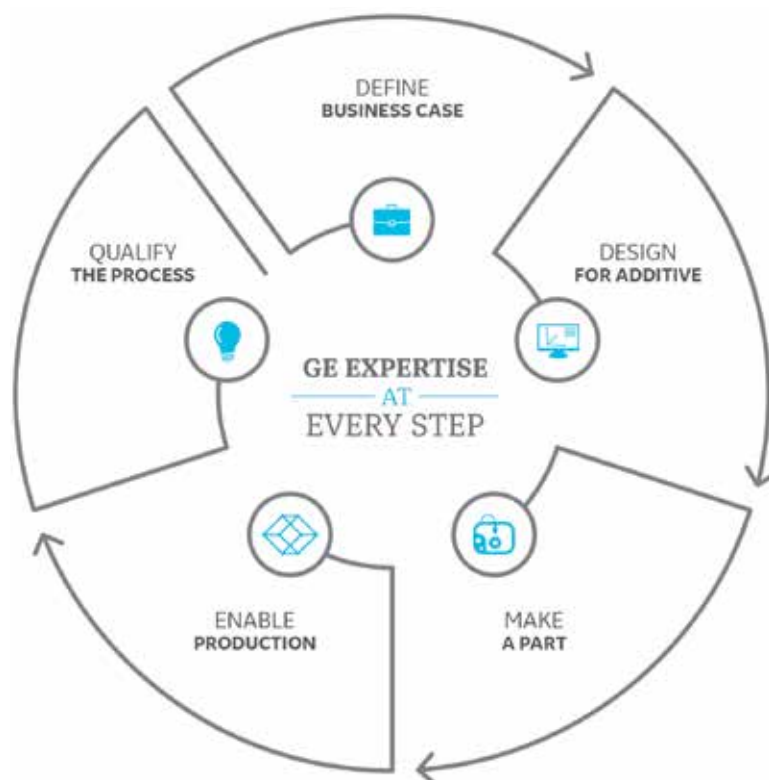 DEFINE
BUSINESS CASE
DESIGN
FOR ADDITIVE
MAKE
A PART
ENABLE
PRODUCTION
QUALIFY
THE PROCESS
GE EXPERTISE
AT
EVERY STEP